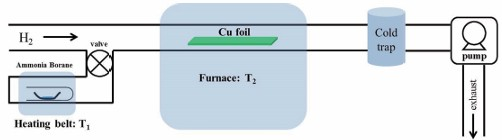 H₂
valve
Cu foil
Cold
trap
pump
Ammonia Borane
Furnace: T₂
Heating belt: T₁
exhaust